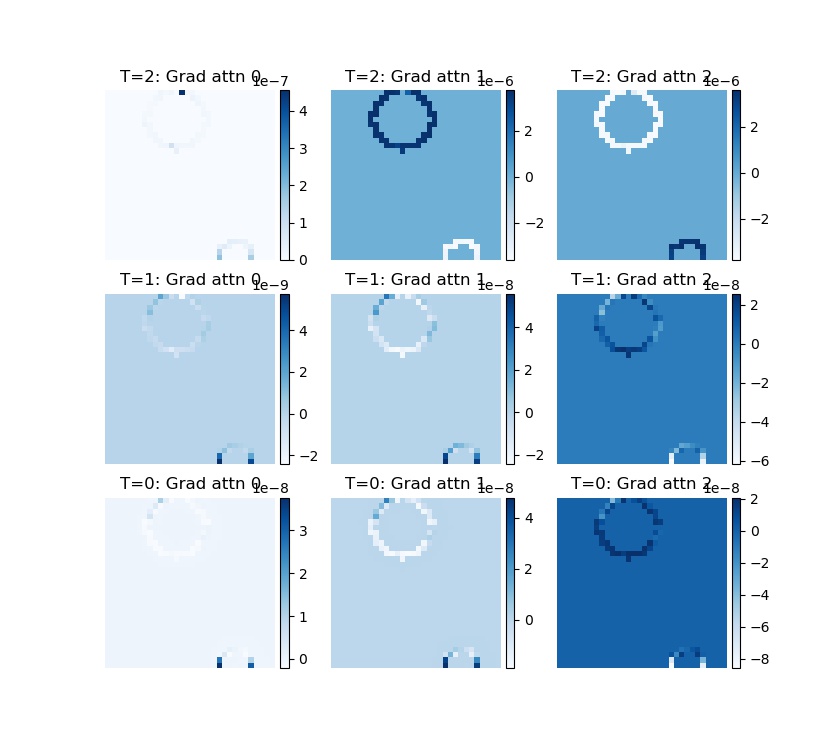 T=2: Grad attn 0
1e−7
T=2: Grad attn 1
1e−6
T=2: Grad attn 2
1e−6
4
3
2
1
0
2
0
−2
2
0
−2
T=1: Grad attn 0
1e−9
T=1: Grad attn 1
1e−8
T=1: Grad attn 2
1e−8
4
2
0
−2
4
2
0
−2
2
0
−2
−4
−6
T=0: Grad attn 0
1e−8
T=0: Grad attn 1
1e−8
T=0: Grad attn 2
1e−8
3
2
1
0
4
2
0
2
0
−2
−4
−6
−8